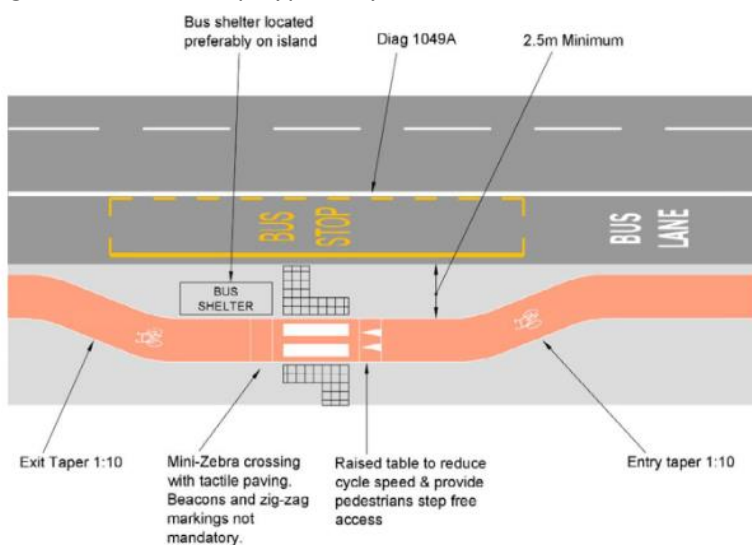 Bus shelter located
preferably on island
Diag 1049A
2.5m Minimum
BUS
STOP
BUS
LANE
BUS
SHELTER
Exit Taper 1:10
Mini-Zebra crossing
with tactile paving.
Beacons and zig-zag
markings not
mandatory.
Raised table to reduce
cycle speed & provide
pedestrians step free
access
Entry taper 1:10